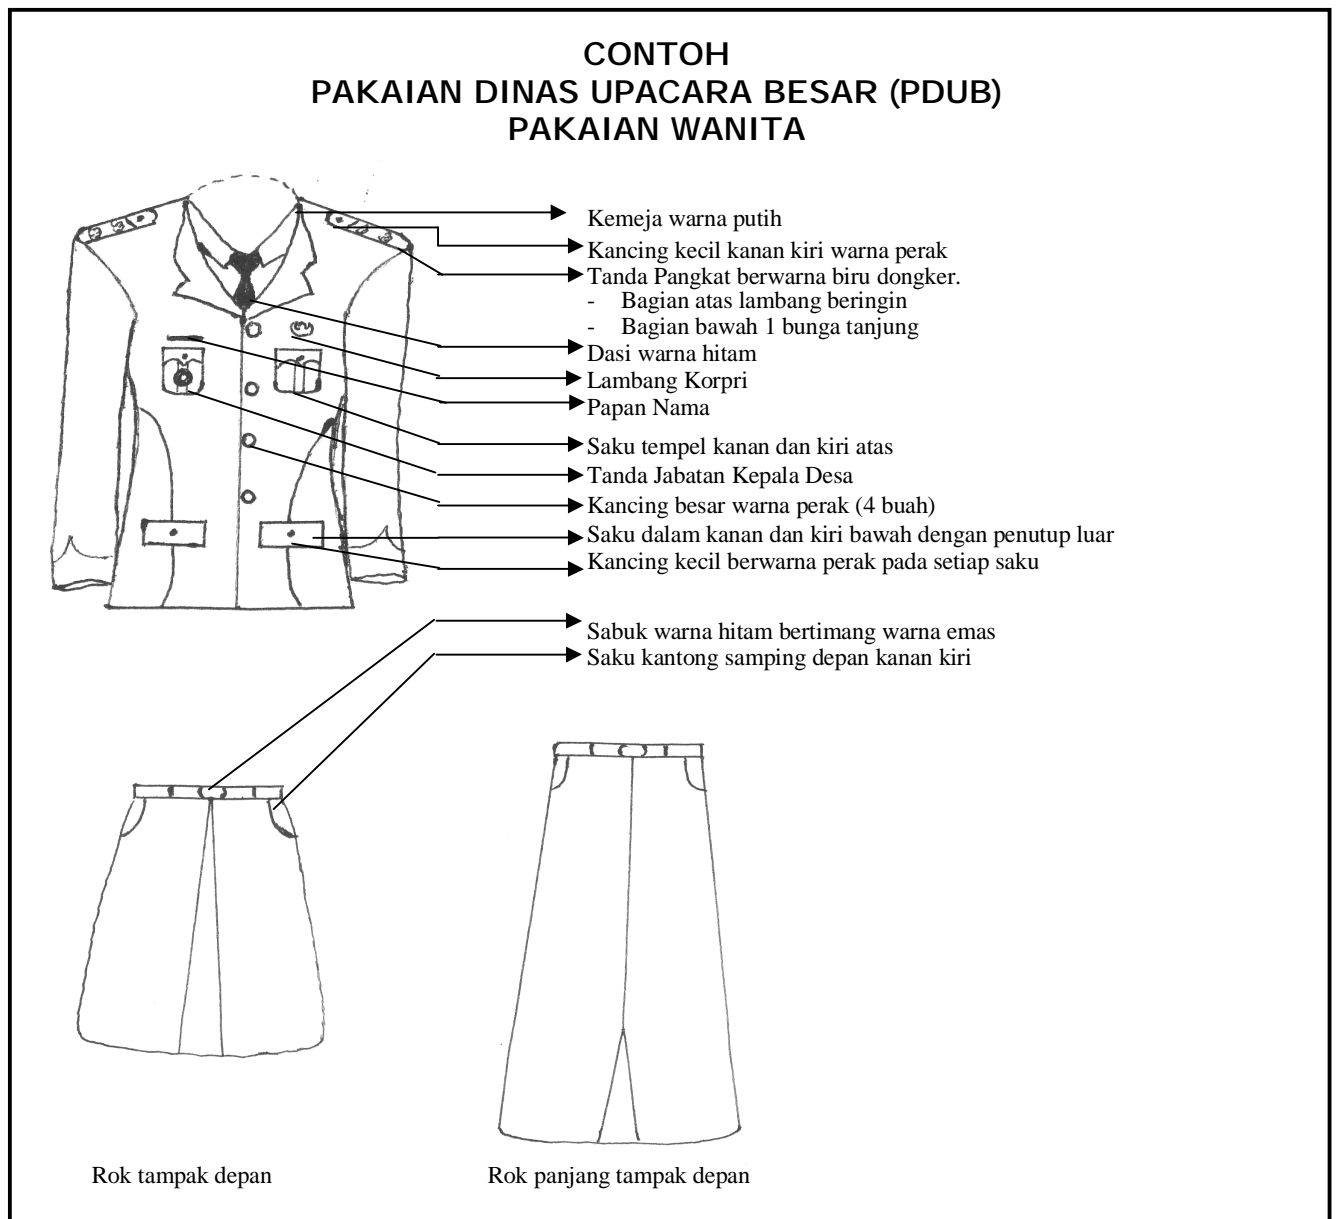 CONTOH
PAKAIAN DINAS UPACARA BESAR (PDUB)
PAKAIAN WANITA
Kemeja warna putih
Kancing kecil kanan kiri warna perak
Tanda Pangkat berwarna biru dongker.
- Bagian atas lambang beringin
- Bagian bawah 1 bunga tanjung
Dasi warna hitam
Lambang Korpri
Papan Nama
Saku tempel kanan dan kiri atas
Tanda Jabatan Kepala Desa
Kancing besar warna perak (4 buah)
Saku dalam kanan dan kiri bawah dengan penutup luar
Kancing kecil berwarna perak pada setiap saku
Sabuk warna hitam bertimang warna emas
Saku kantong samping depan kanan kiri
Rok tampak depan
Rok panjang tampak depan